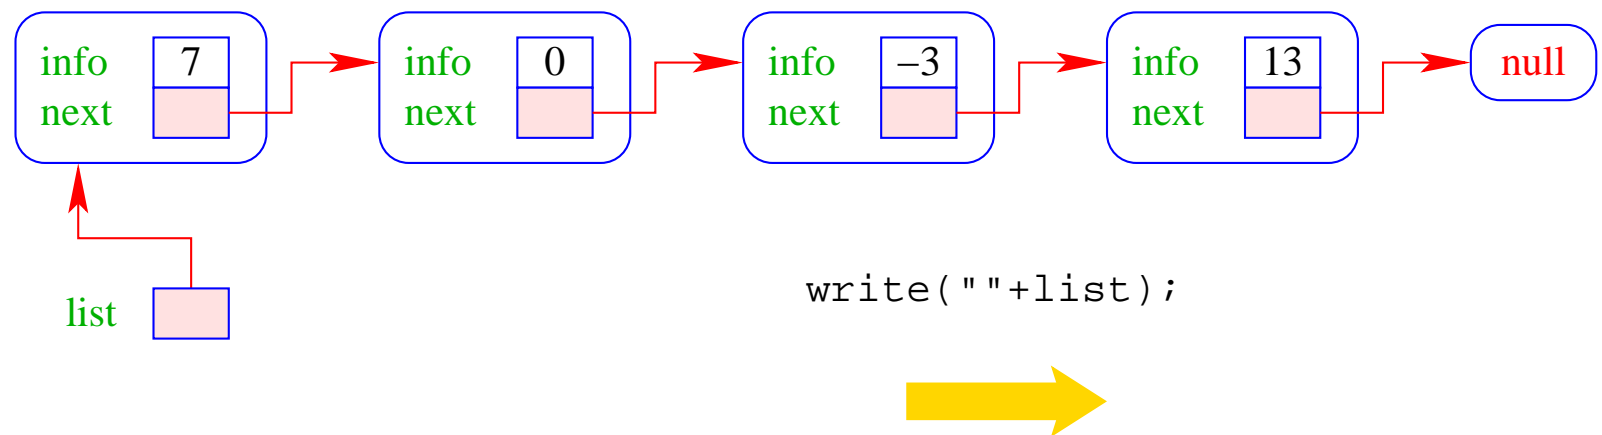 info 7 info 0 info −3 info 13 null
next next next next
write(""+list);
list